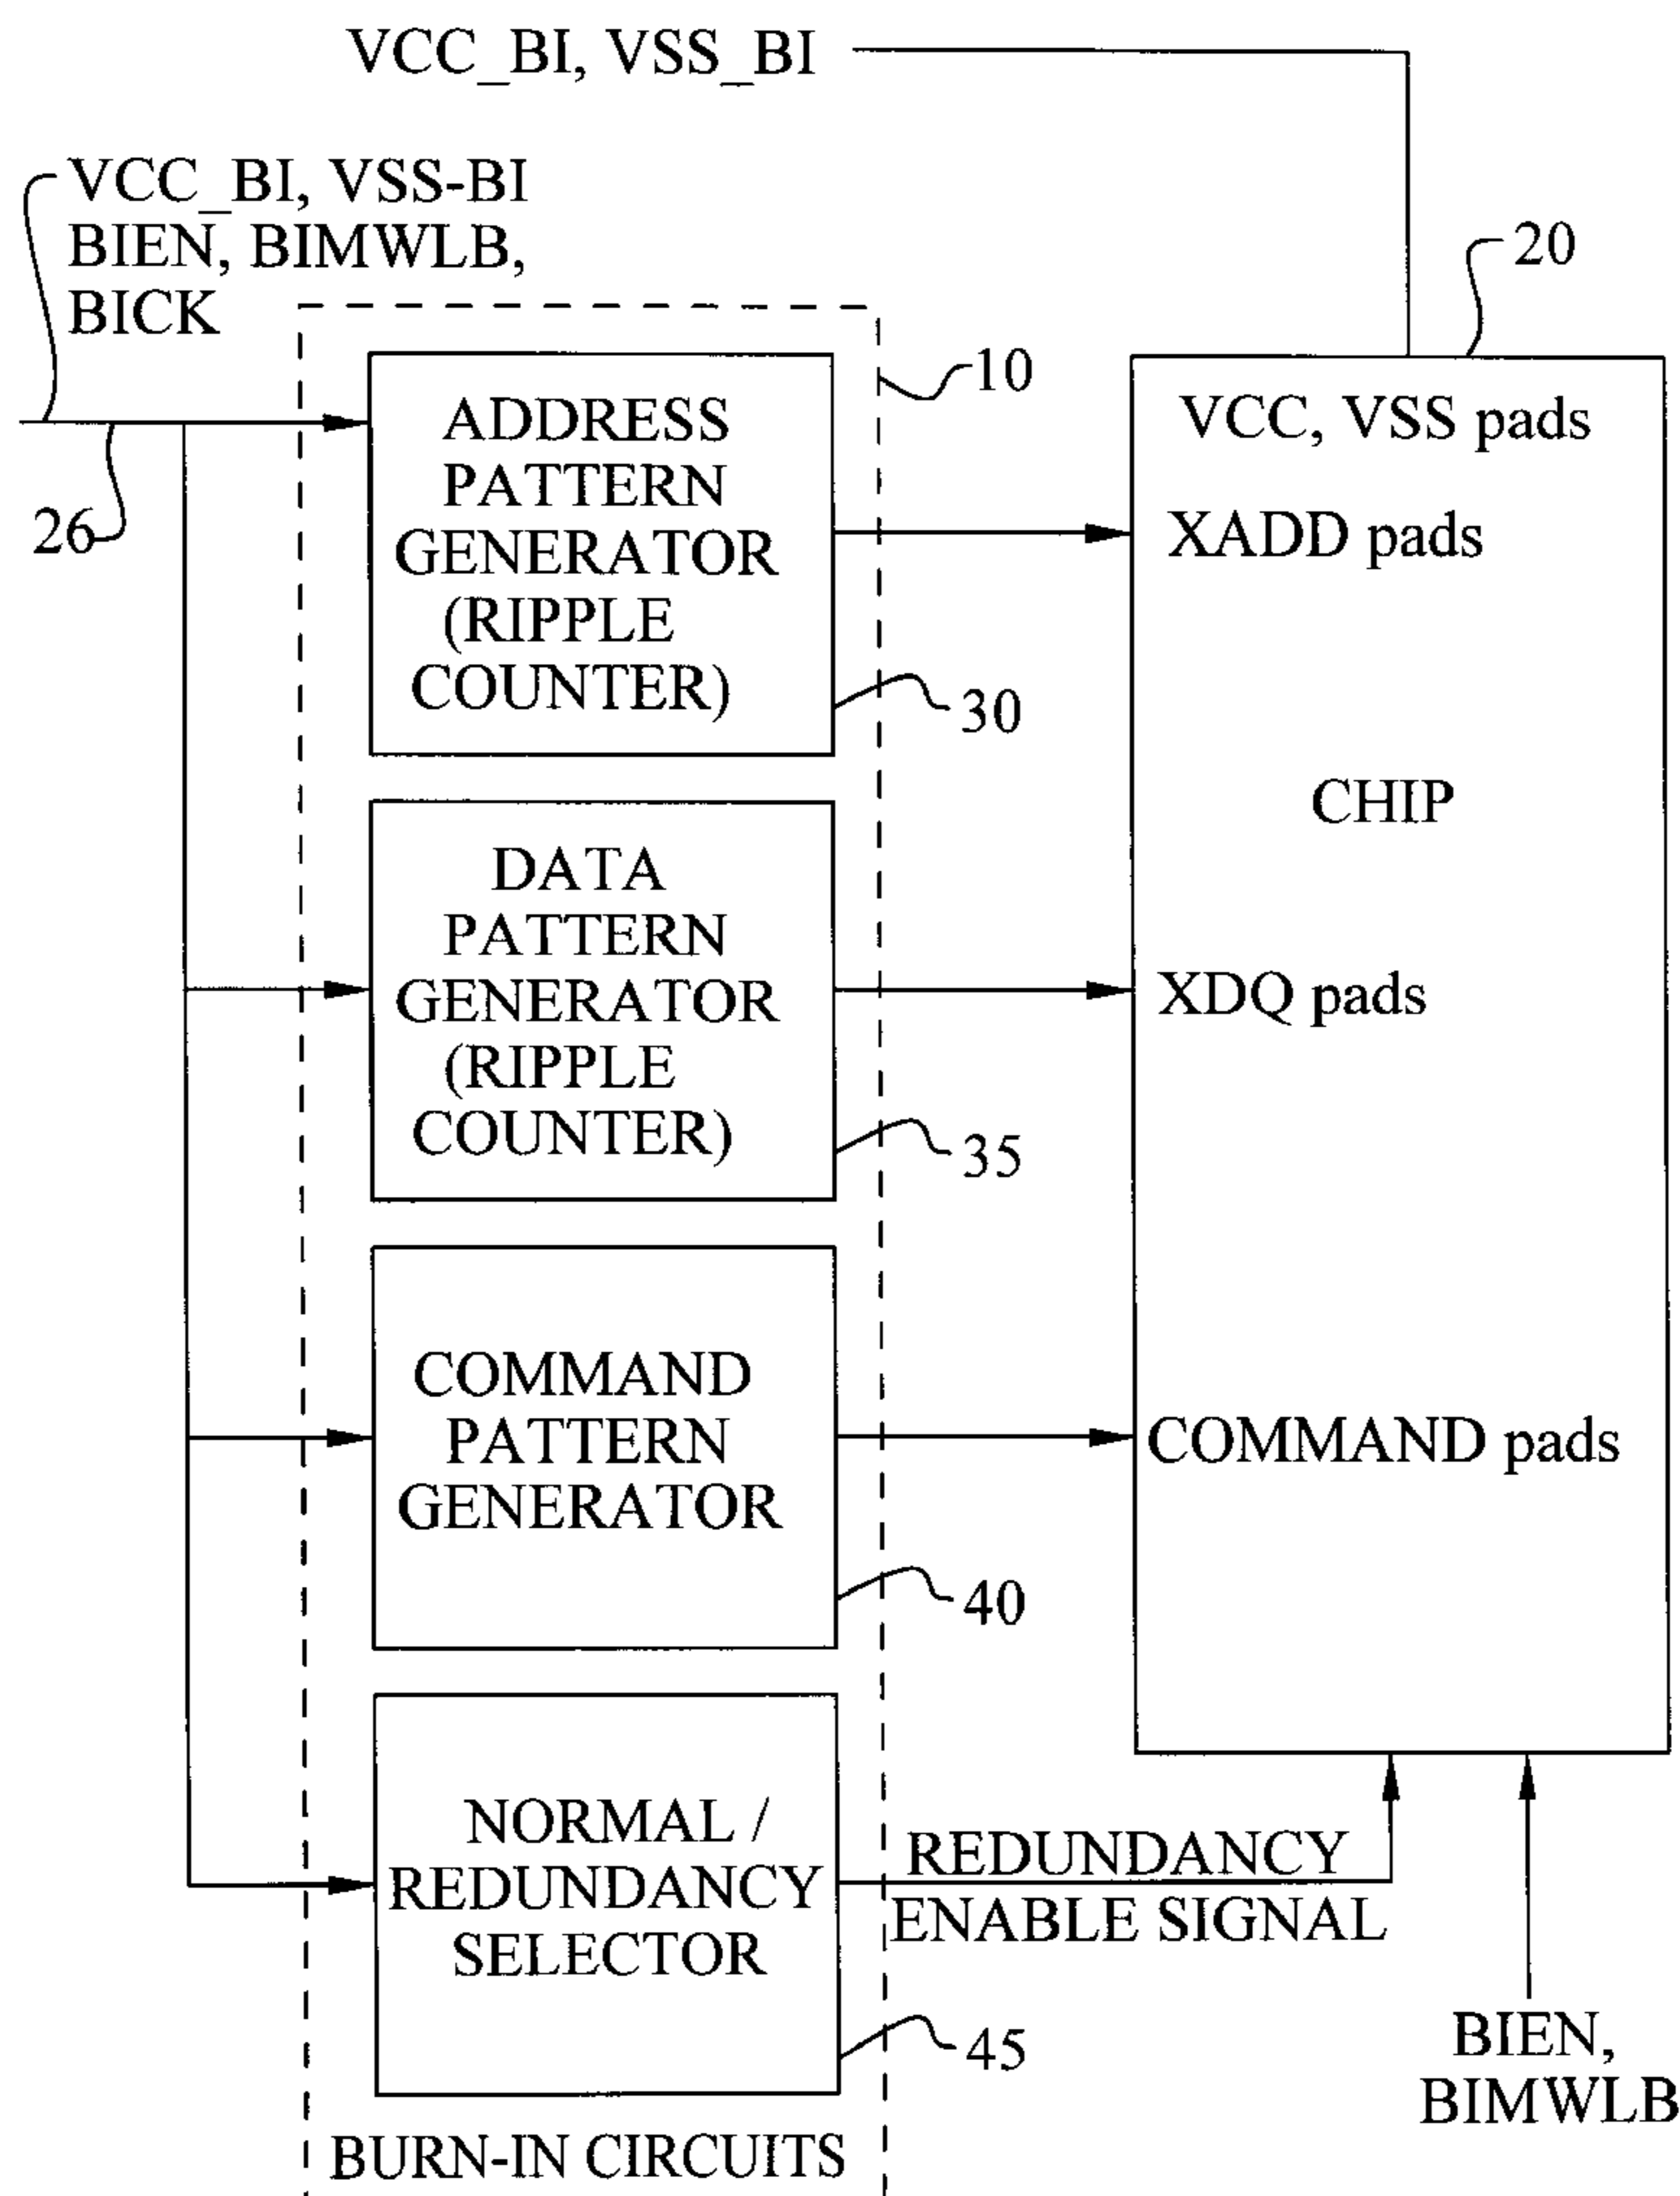 VCC_BI, VSS_BI
VCC_BI, VSS-BI
BIEN, BIMWLB,
BICK
20
10
26
ADDRESS
PATTERN
GENERATOR
(RIPPLE
COUNTER)
30
VCC, VSS pads
XADD pads
CHIP
DATA
PATTERN
GENERATOR
(RIPPLE
COUNTER)
35
XDQ pads
COMMAND
PATTERN
GENERATOR
40
COMMAND pads
NORMAL /
REDUNDANCY
SELECTOR
45
REDUNDANCY
ENABLE SIGNAL
BIEN,
BIMWLB
BURN-IN CIRCUITS